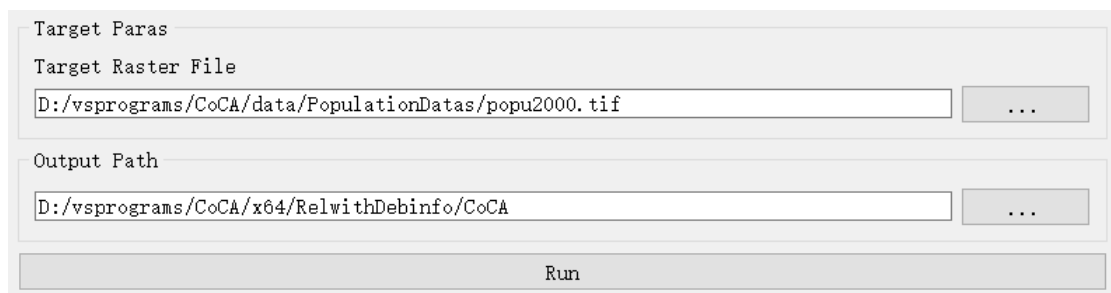 Target Paras
Target Raster File
D:/vsprograms/CoCA/data/PopulationDatas/popu2000.tif
...
Output Path
D:/vsprograms/CoCA/x64/RelwithDebinfo/CoCA
...
Run